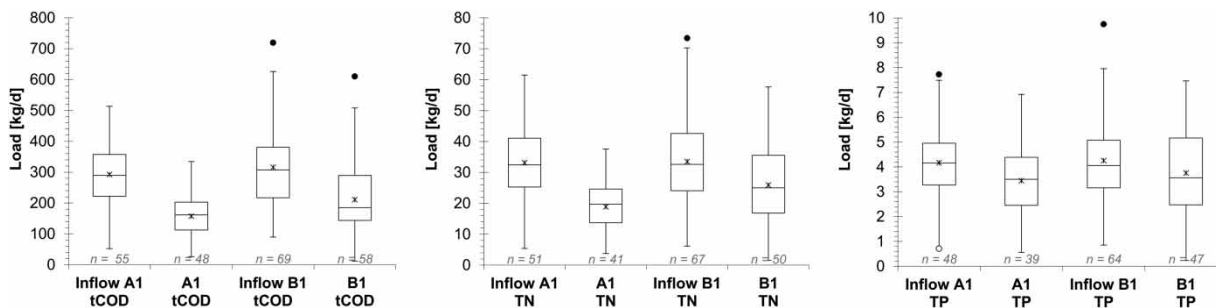 800
700
600
500
400
300
200
100
0
Load [kg/d]
n = 55
n = 48
n = 69
n = 58
Inflow A1 A1 Inflow B1 B1
tCOD tCOD tCOD tCOD
80
70
60
50
40
30
20
10
0
Load [kg/d]
n = 51
n = 41
n = 67
n = 50
Inflow A1 A1 Inflow B1 B1
TN TN TN TN
10
9
8
7
6
5
4
3
2
1
0
Load [kg/d]
n = 48
n = 39
n = 64
n = 47
Inflow A1 A1 Inflow B1 B1
TP TP TP TP